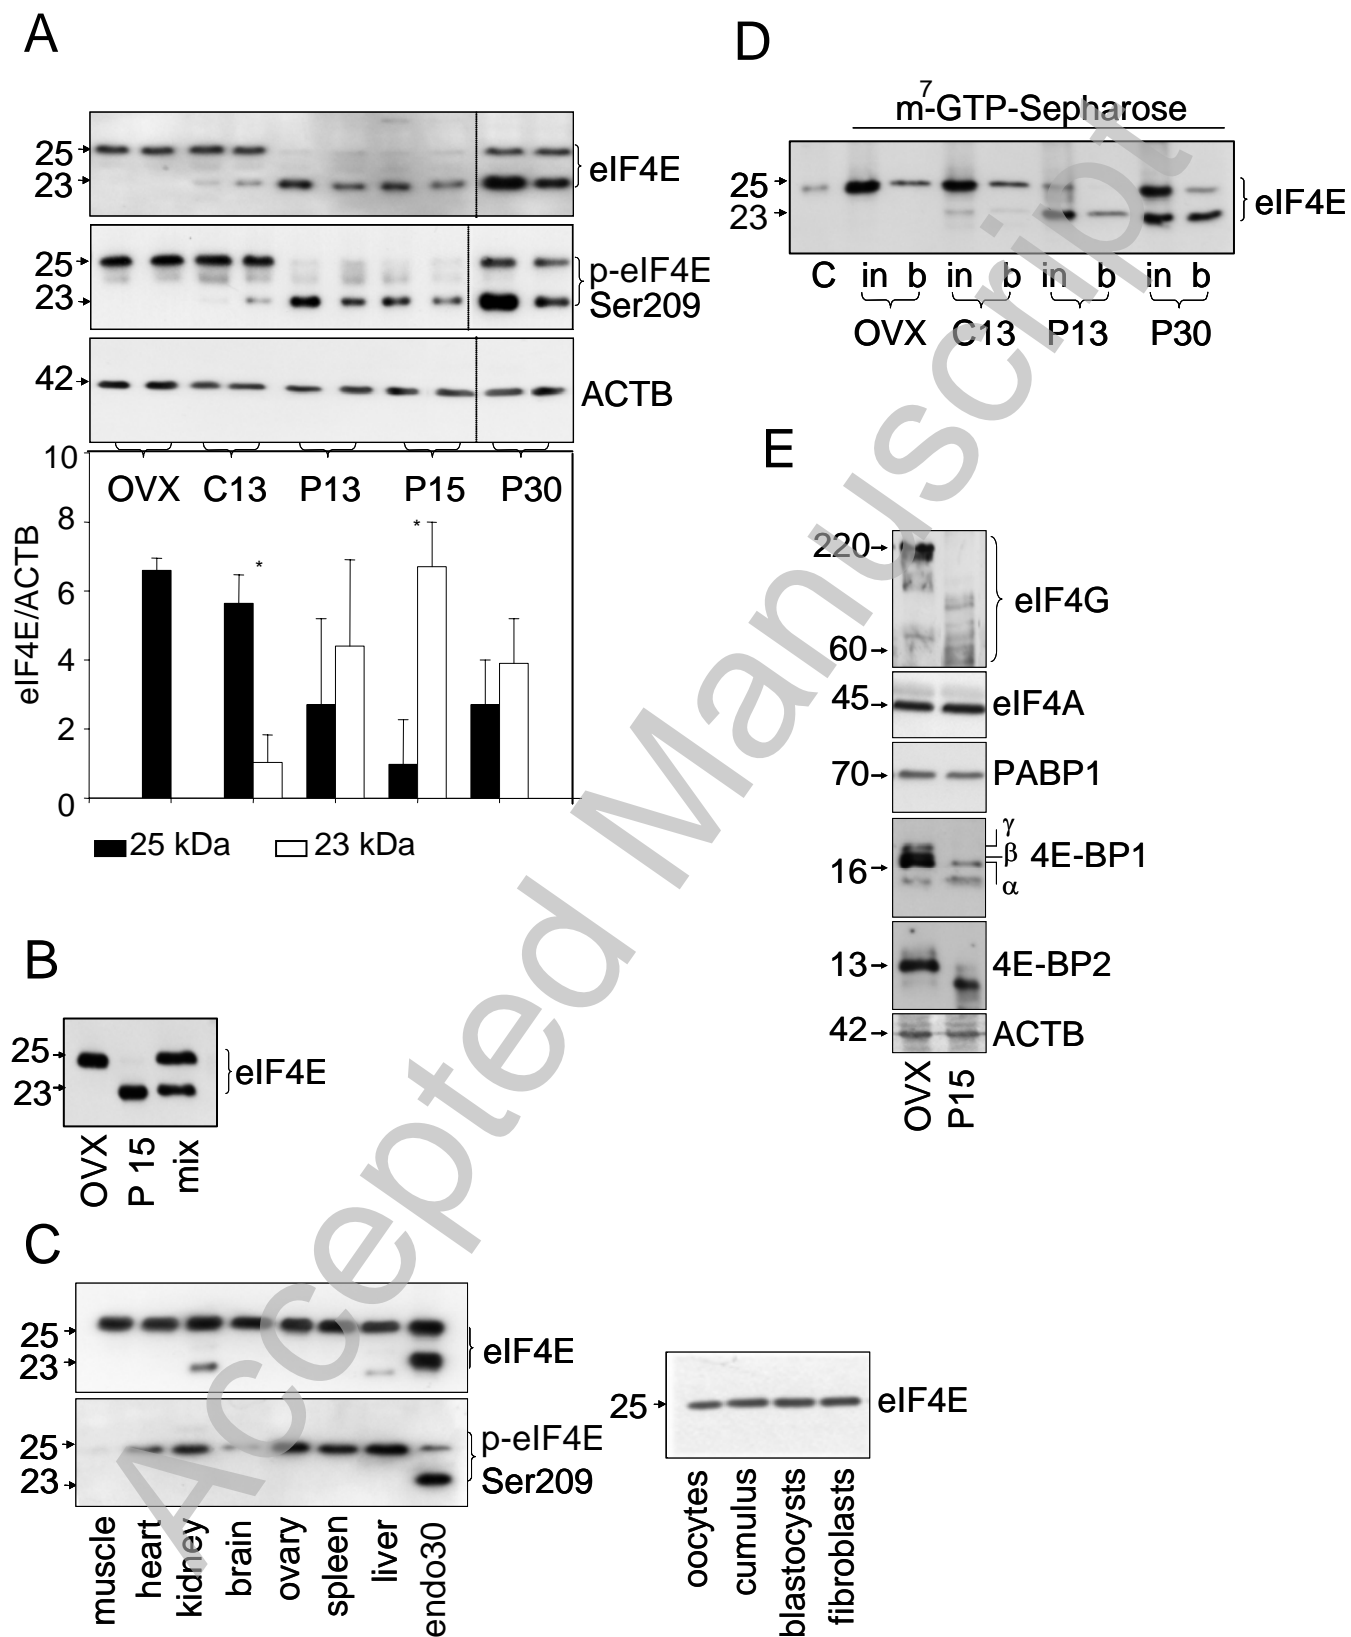 A
25
23
eIF4E
25
23
p-eIF4E
Ser209
42
ACTB
OVX C13 P13 P15 P30
10
8
6
4
2
0
eIF4E/ACTB
*
*
25 kDa 23 kDa
B
25
23
eIF4E
OVX
P 15
mix
C
25
23
eIF4E
25
23
p-eIF4E
Ser209
muscle
heart
kidney
brain
ovary
spleen
liver
endo30
25
eIF4E
oocytes
cumulus
blastocysts
fibroblasts
D
m7-GTP-Sepharose
25
23
eIF4E
C in b in b in b in b
OVX C13 P13 P30
E
220
60
eIF4G
45
eIF4A
70
PABP1
16
γ
β
α
4E-BP1
13
4E-BP2
42
ACTB
OVX
P15
Accepted Manuscript